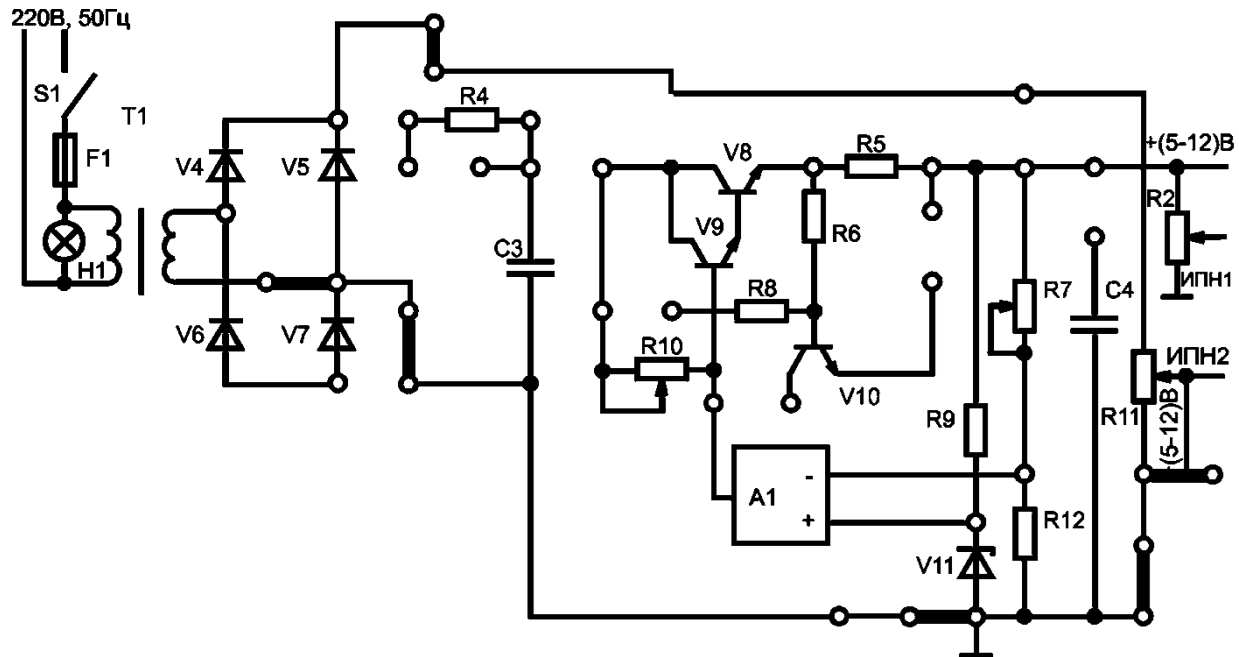 220В, 50Гц
S1
T1
F1
H1
V4
V5
V6
V7
R4
C3
V8
V9
R5
R6
R8
R10
V10
A1
-
+
R9
V11
R7
R12
C4
+(5-12)В
R2
ИПН1
ИПН2
R11
-(5-12)В